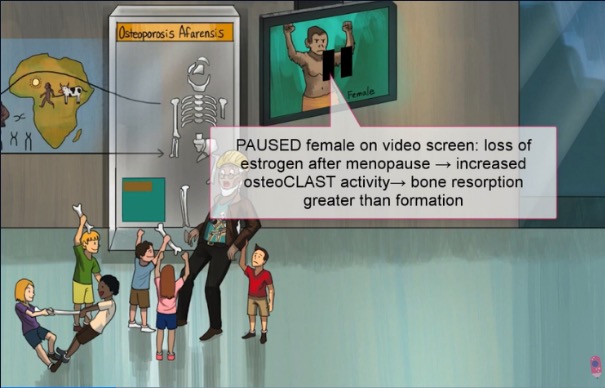 Osteoporosis Afarensis
Female
PAUSED female on video screen: loss of
estrogen after menopause → increased
osteoCLAST activity→ bone resorption
greater than formation